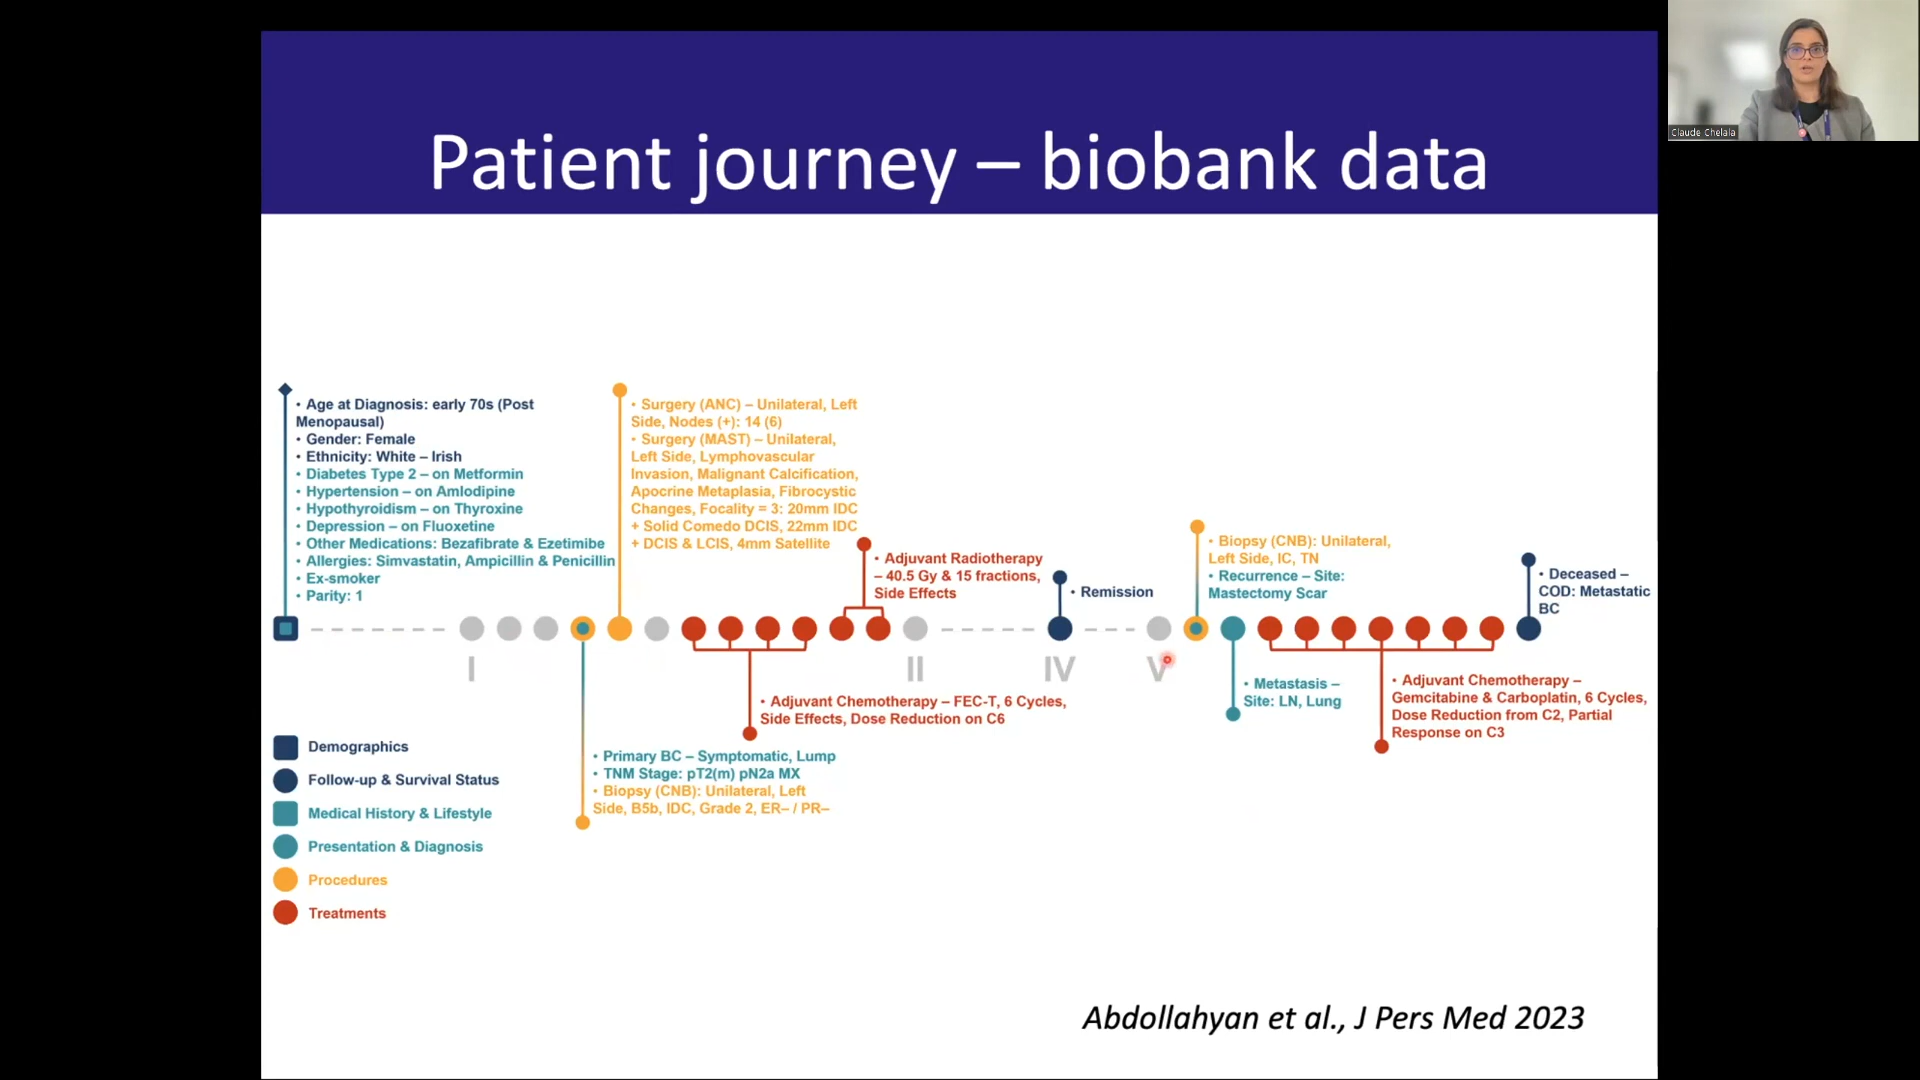 Patient journey – biobank data
Claude Chelala
• Age at Diagnosis: early 70s (Post
Menopausal)
• Gender: Female
• Ethnicity: White – Irish
• Diabetes Type 2 – on Metformin
• Hypertension – on Amlodipine
• Hypothyroidism – on Thyroxine
• Depression – on Fluoxetine
• Other Medications: Bezafibrate & Ezetimibe
• Allergies: Simvastatin, Ampicillin & Penicillin
• Ex-smoker
• Parity: 1
• Surgery (ANC) – Unilateral, Left
Side, Nodes (+): 14 (6)
• Surgery (MAST) – Unilateral,
Left Side, Lymphovascular
Invasion, Malignant Calcification,
Apocrine Metaplasia, Fibrocystic
Changes, Focality = 3: 20mm IDC
+ Solid Comedo DCIS, 22mm IDC
+ DCIS & LCIS, 4mm Satellite
• Adjuvant Radiotherapy
– 40.5 Gy & 15 fractions,
Side Effects
• Remission
• Biopsy (CNB): Unilateral,
Left Side, IC, TN
• Recurrence – Site:
Mastectomy Scar
• Deceased –
COD: Metastatic
BC
I
II
IV
V
• Adjuvant Chemotherapy – FEC-T, 6 Cycles,
Side Effects, Dose Reduction on C6
• Metastasis –
Site: LN, Lung
• Adjuvant Chemotherapy –
Gemcitabine & Carboplatin, 6 Cycles,
Dose Reduction from C2, Partial
Response on C3
• Primary BC – Symptomatic, Lump
• TNM Stage: pT2(m) pN2a MX
• Biopsy (CNB): Unilateral, Left
Side, B5b, IDC, Grade 2, ER– / PR–
Demographics
Follow-up & Survival Status
Medical History & Lifestyle
Presentation & Diagnosis
Procedures
Treatments
Abdollahyan et al., J Pers Med 2023